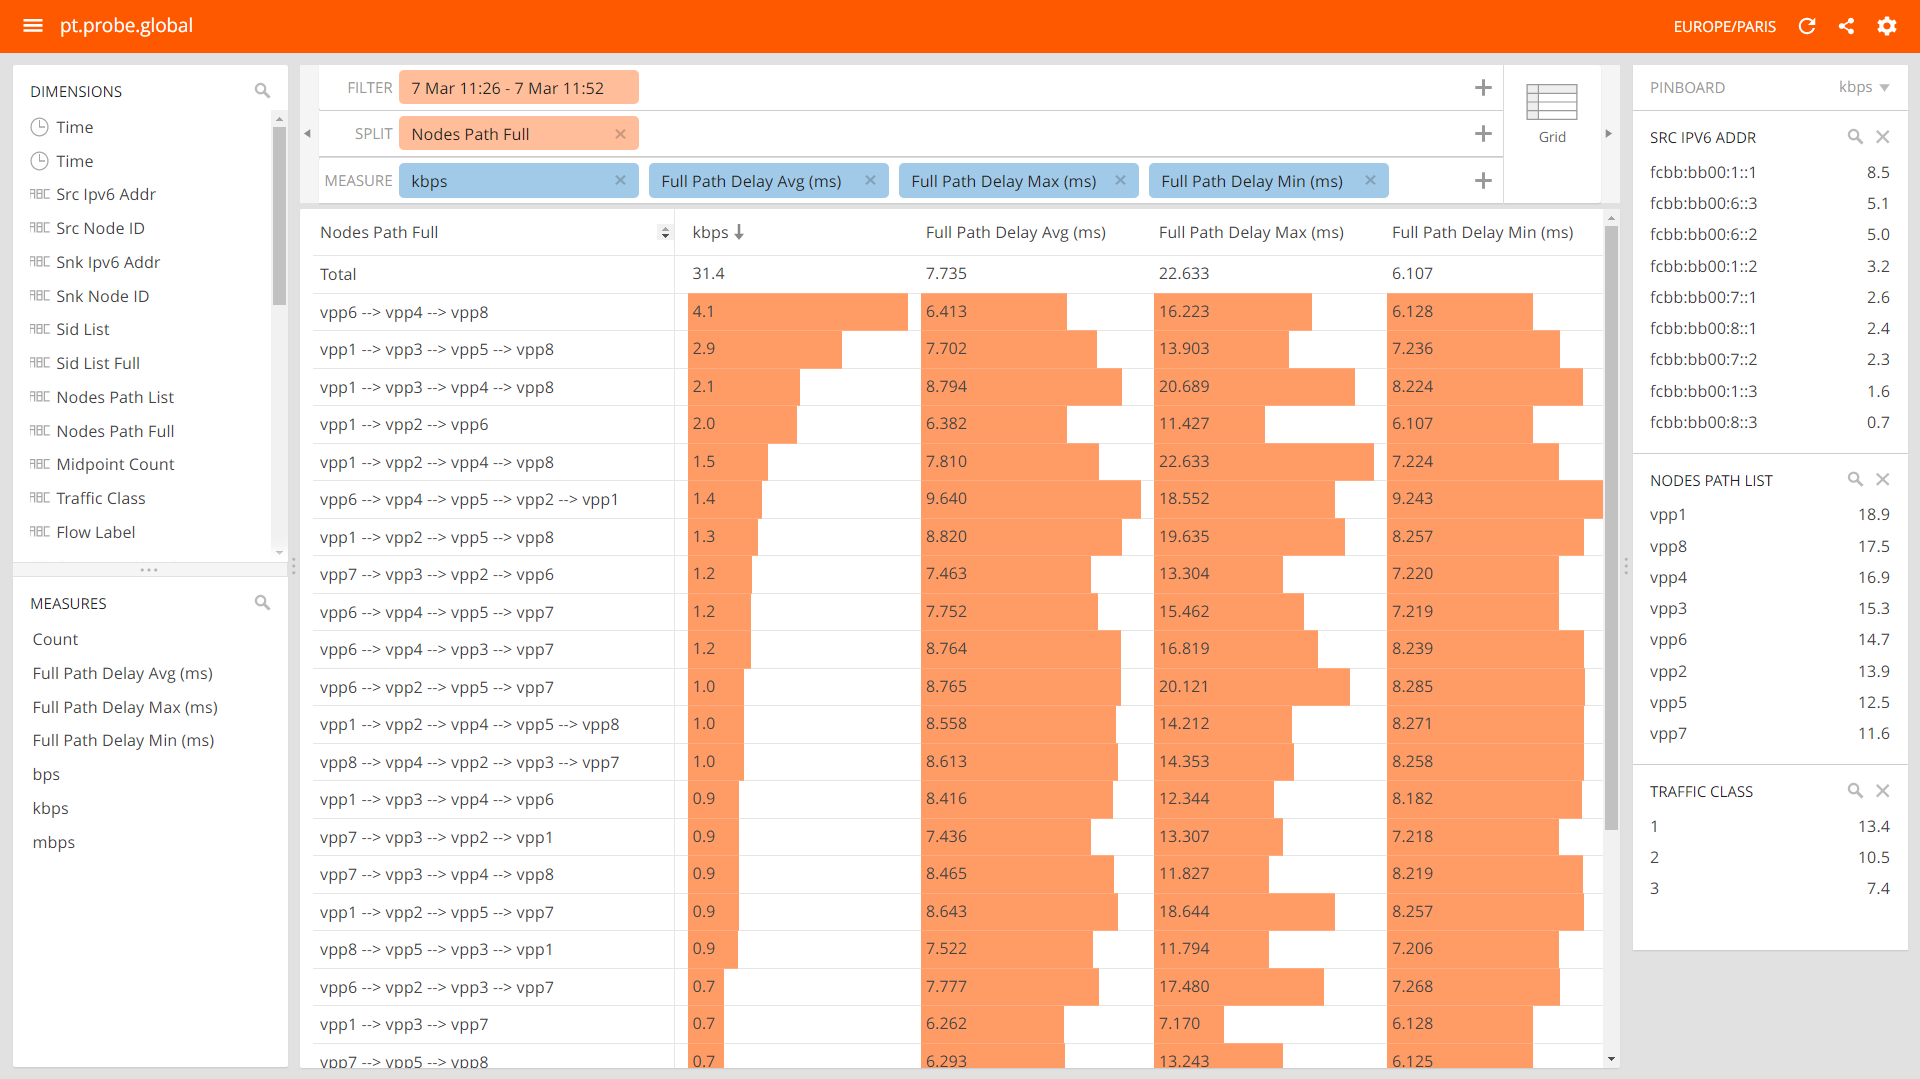 pt.probe.global
EUROPE/PARIS
DIMENSIONS
Time
Time
ABC Src Ipv6 Addr
ABC Src Node ID
ABC Snk Ipv6 Addr
ABC Snk Node ID
ABC Sid List
ABC Sid List Full
ABC Nodes Path List
ABC Nodes Path Full
ABC Midpoint Count
ABC Traffic Class
ABC Flow Label
MEASURES
Count
Full Path Delay Avg (ms)
Full Path Delay Max (ms)
Full Path Delay Min (ms)
bps
kbps
mbps
FILTER 7 Mar 11:26 - 7 Mar 11:52
SPLIT Nodes Path Full
MEASURE kbps Full Path Delay Avg (ms) Full Path Delay Max (ms) Full Path Delay Min (ms)
Grid
Nodes Path Full kbps Full Path Delay Avg (ms) Full Path Delay Max (ms) Full Path Delay Min (ms)
Total 31.4 7.735 22.633 6.107
vpp6 --> vpp4 --> vpp8 4.1 6.413 16.223 6.128
vpp1 --> vpp3 --> vpp5 --> vpp8 2.9 7.702 13.903 7.236
vpp1 --> vpp3 --> vpp4 --> vpp8 2.1 8.794 20.689 8.224
vpp1 --> vpp2 --> vpp6 2.0 6.382 11.427 6.107
vpp1 --> vpp2 --> vpp4 --> vpp8 1.5 7.810 22.633 7.224
vpp6 --> vpp4 --> vpp5 --> vpp2 --> vpp1 1.4 9.640 18.552 9.243
vpp1 --> vpp2 --> vpp5 --> vpp8 1.3 8.820 19.635 8.257
vpp7 --> vpp3 --> vpp2 --> vpp6 1.2 7.463 13.304 7.220
vpp6 --> vpp4 --> vpp5 --> vpp7 1.2 7.752 15.462 7.219
vpp6 --> vpp4 --> vpp3 --> vpp7 1.2 8.764 16.819 8.239
vpp6 --> vpp2 --> vpp5 --> vpp7 1.0 8.765 20.121 8.285
vpp1 --> vpp2 --> vpp4 --> vpp5 --> vpp8 1.0 8.558 14.212 8.271
vpp8 --> vpp4 --> vpp2 --> vpp3 --> vpp7 1.0 8.613 14.353 8.258
vpp1 --> vpp3 --> vpp4 --> vpp6 0.9 8.416 12.344 8.182
vpp7 --> vpp3 --> vpp2 --> vpp1 0.9 7.436 13.307 7.218
vpp7 --> vpp3 --> vpp4 --> vpp8 0.9 8.465 11.827 8.219
vpp1 --> vpp2 --> vpp5 --> vpp7 0.9 8.643 18.644 8.257
vpp8 --> vpp5 --> vpp3 --> vpp1 0.9 7.522 11.794 7.206
vpp6 --> vpp2 --> vpp3 --> vpp7 0.7 7.777 17.480 7.268
vpp1 --> vpp3 --> vpp7 0.7 6.262 7.170 6.128
vpp7 --> vpp5 --> vpp8 0.7 6.293 13.243 6.125
PINBOARD kbps
SRC IPV6 ADDR
fcbb:bb00:1::1 8.5
fcbb:bb00:6::3 5.1
fcbb:bb00:6::2 5.0
fcbb:bb00:1::2 3.2
fcbb:bb00:7::1 2.6
fcbb:bb00:8::1 2.4
fcbb:bb00:7::2 2.3
fcbb:bb00:1::3 1.6
fcbb:bb00:8::3 0.7
NODES PATH LIST
vpp1 18.9
vpp8 17.5
vpp4 16.9
vpp3 15.3
vpp6 14.7
vpp2 13.9
vpp5 12.5
vpp7 11.6
TRAFFIC CLASS
1 13.4
2 10.5
3 7.4